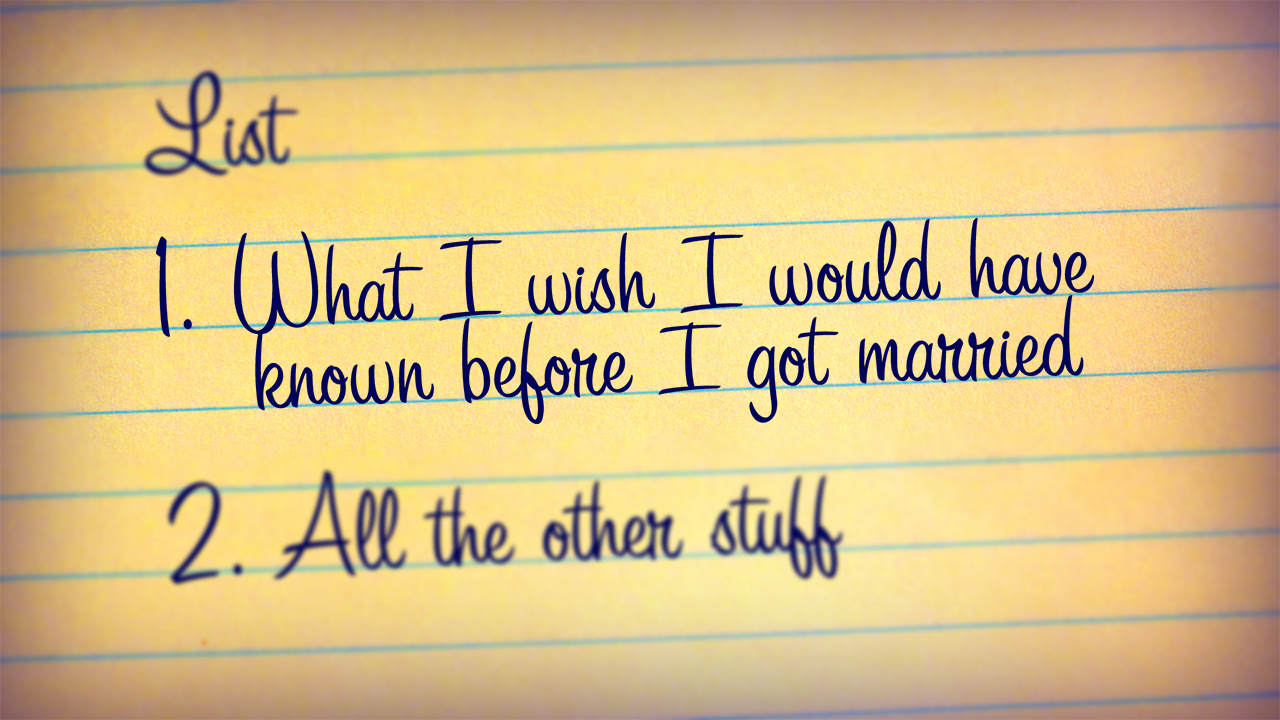 List
1. What I wish I would have
known before I got married
2. All the other stuff